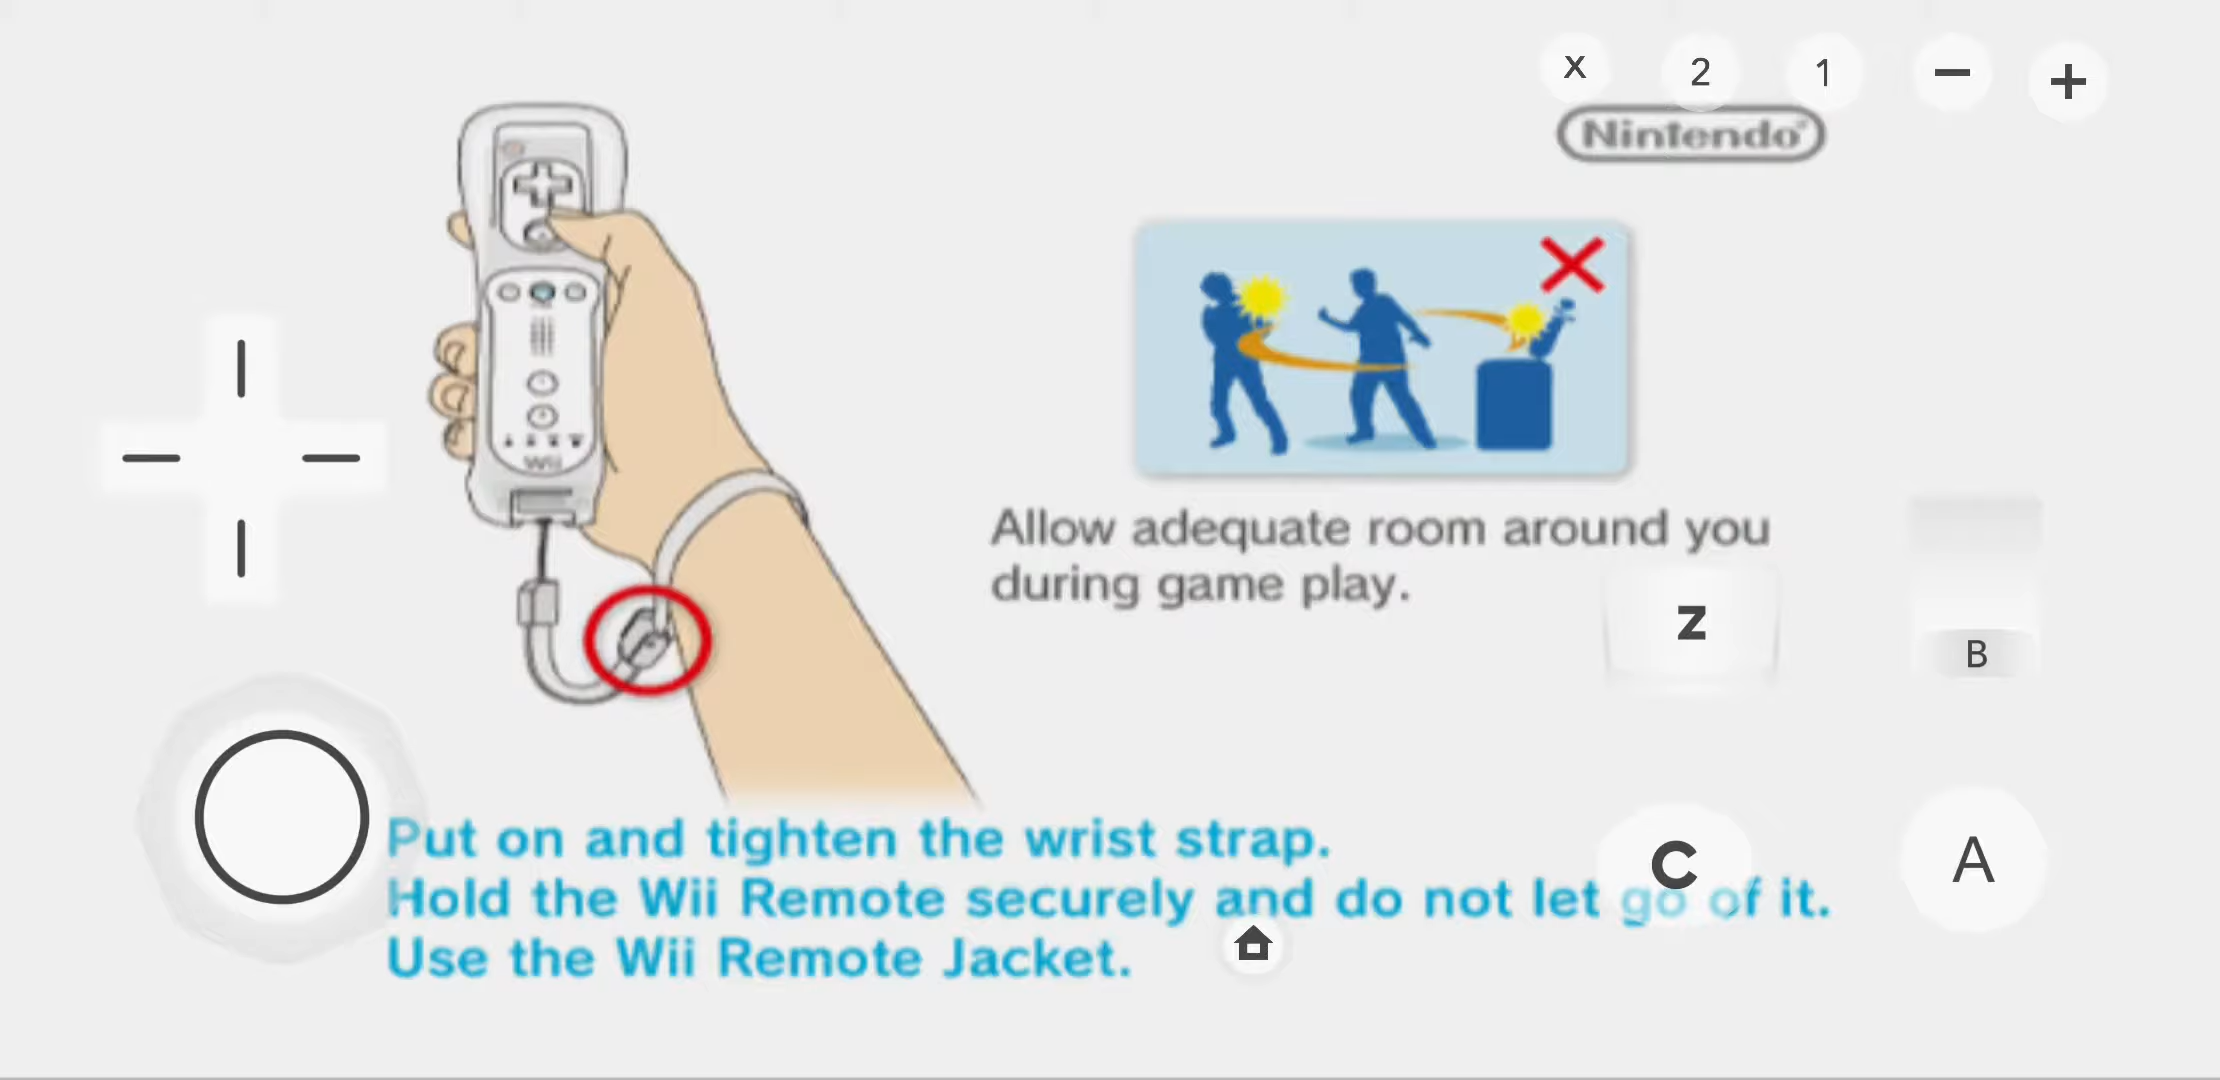 x 2 1 − +
Nintendo
Wii
Allow adequate room around you
during game play.
Z
B
Put on and tighten the wrist strap.
Hold the Wii Remote securely and do not let go of it.
Use the Wii Remote Jacket.
C
A